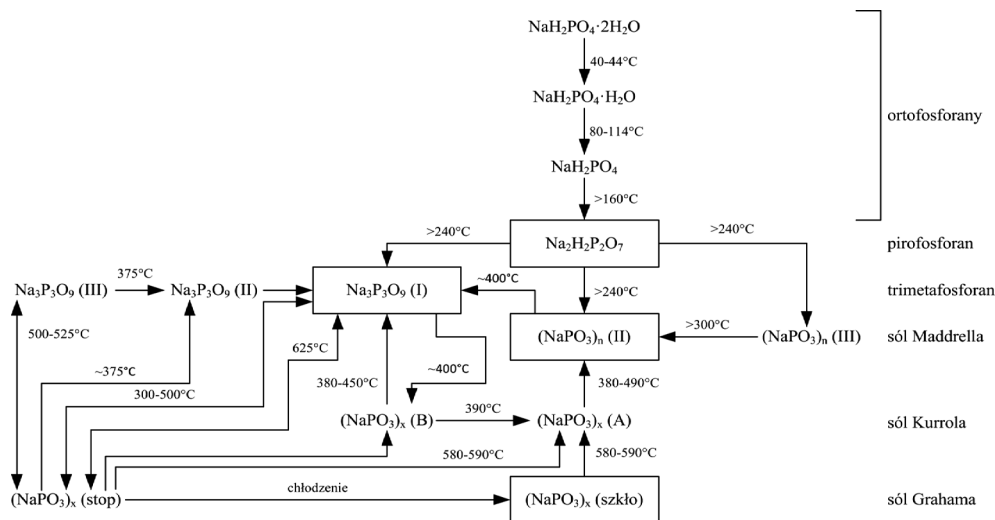 NaH₂PO₄·2H₂O
40-44°C
NaH₂PO₄·H₂O
ortofosforany
80-114°C
NaH₂PO₄
>160°C
>240°C
Na₂H₂P₂O₇
>240°C
pirofosforan
Na₃P₃O₉ (III)
375°C
Na₃P₃O₉ (II)
Na₃P₃O₉ (I)
~400°C
>240°C
trimetafosforan
500-525°C
625°C
(NaPO₃)ₙ (II)
>300°C
(NaPO₃)ₙ (III)
sól Maddrella
~375°C
300-500°C
380-450°C
~400°C
380-490°C
(NaPO₃)ₓ (B)
390°C
(NaPO₃)ₓ (A)
sól Kurrola
580-590°C
580-590°C
(NaPO₃)ₓ (stop)
chłodzenie
(NaPO₃)ₓ (szkło)
sól Grahama